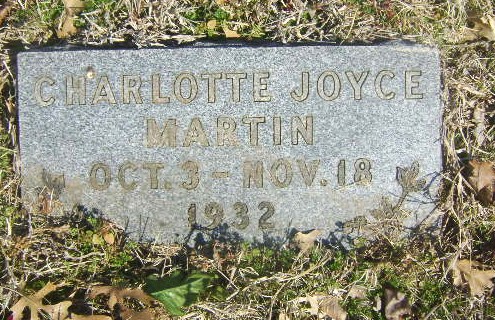 CHARLOTTE JOYCE
MARTIN
OCT. 3 - NOV. 18
1932